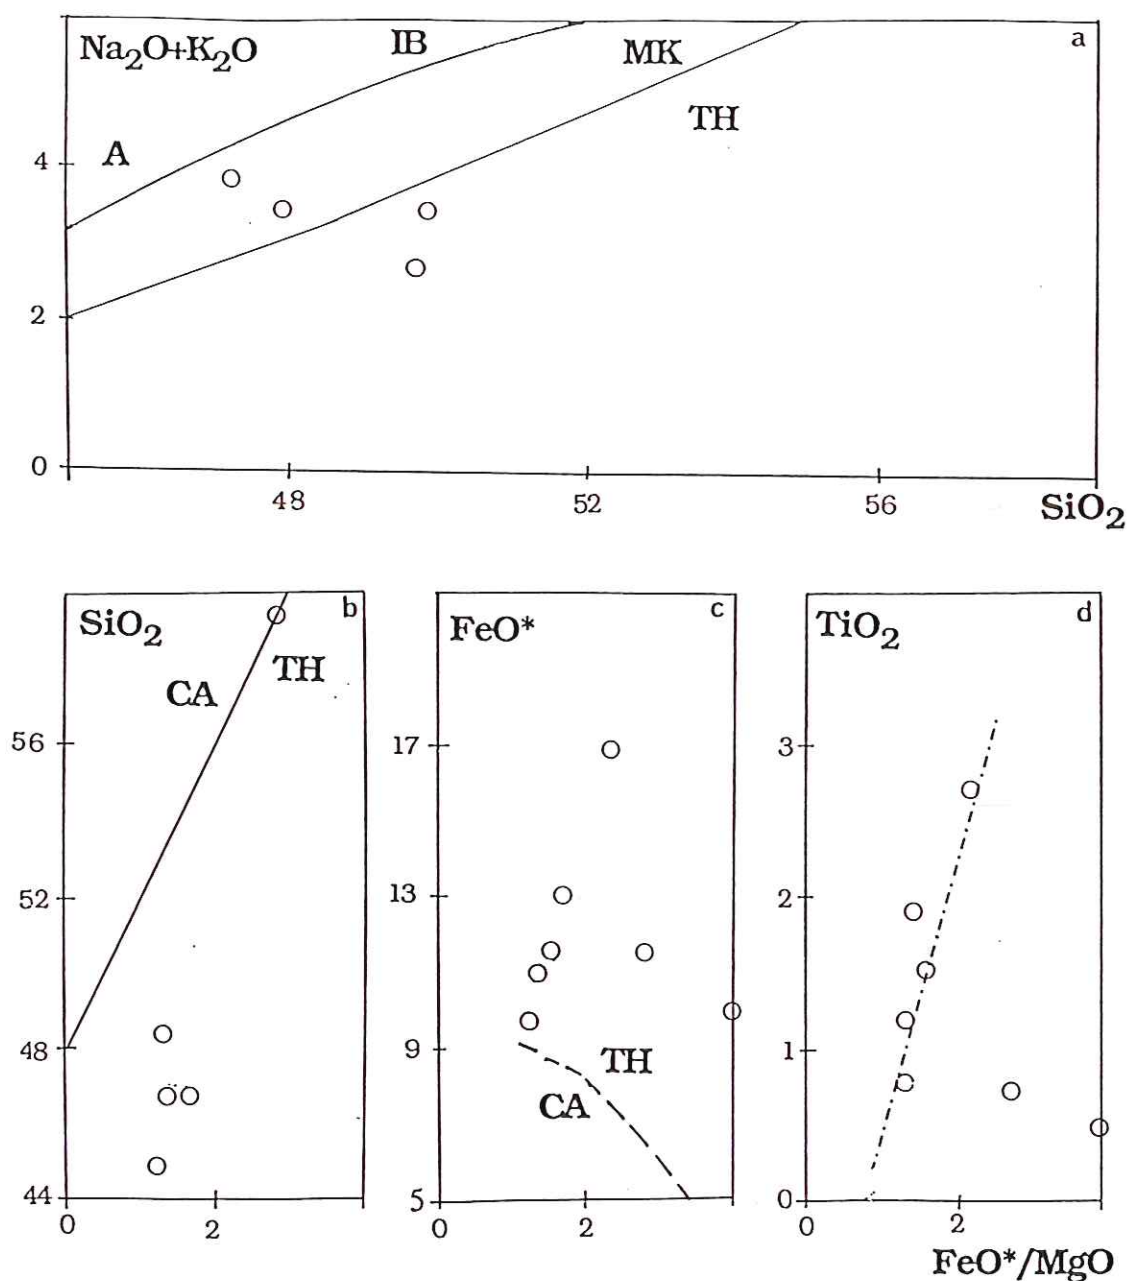 Na₂O+K₂O IB MK a
TH
A
4
2
0
48 52 56 SiO₂
SiO₂ b
TH
CA
56
52
48
44
0 2
FeO* c
17
13
9
TH
CA
5
0 2
TiO₂ d
3
2
1
0
0 2
FeO*/MgO